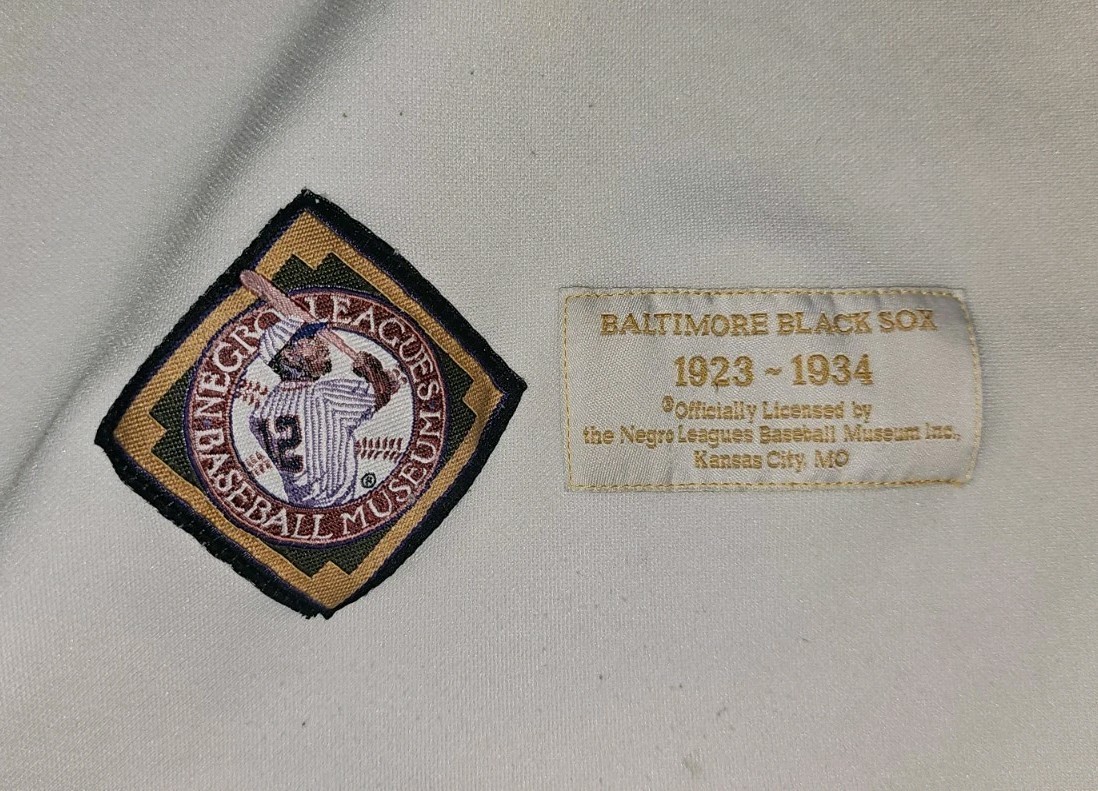 NEGRO LEAGUES
BASEBALL MUSEUM
12
®
BALTIMORE BLACK SOX
1923 ~ 1934
©Officially Licensed by
the Negro Leagues Baseball Museum Inc.,
Kansas City, MO